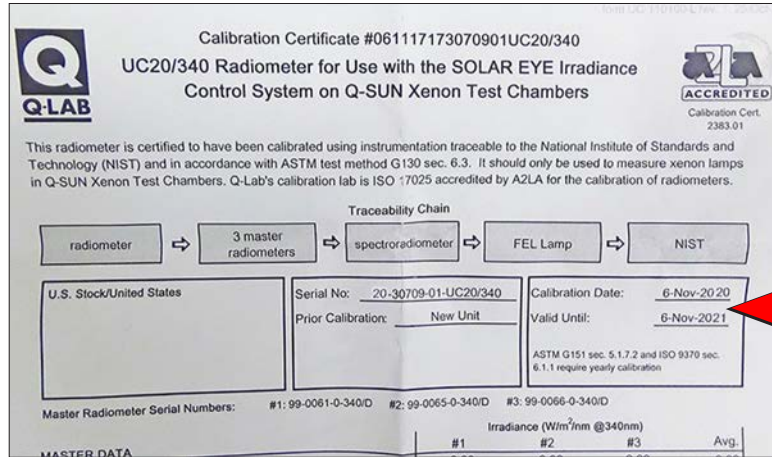 Calibration Certificate #061117173070901UC20/340
UC20/340 Radiometer for Use with the SOLAR EYE Irradiance
Control System on Q-SUN Xenon Test Chambers
Q
Q-LAB
A2LA
ACCREDITED
Calibration Cert.
2383.01
This radiometer is certified to have been calibrated using instrumentation traceable to the National Institute of Standards and
Technology (NIST) and in accordance with ASTM test method G130 sec. 6.3. It should only be used to measure xenon lamps
in Q-SUN Xenon Test Chambers. Q-Lab's calibration lab is ISO 17025 accredited by A2LA for the calibration of radiometers.
Traceability Chain
radiometer
3 master
radiometers
spectroradiometer
FEL Lamp
NIST
U.S. Stock/United States
Serial No: 20-30709-01-UC20/340
Prior Calibration: New Unit
Calibration Date: 6-Nov-2020
Valid Until: 6-Nov-2021
ASTM G151 sec. 5.1.7.2 and ISO 9370 sec.
6.1.1 require yearly calibration
Master Radiometer Serial Numbers: #1: 99-0061-0-340/D #2: 99-0065-0-340/D #3: 99-0066-0-340/D
Irradiance (W/m²/nm @340nm)
#1 #2 #3 Avg.
MASTER DATA